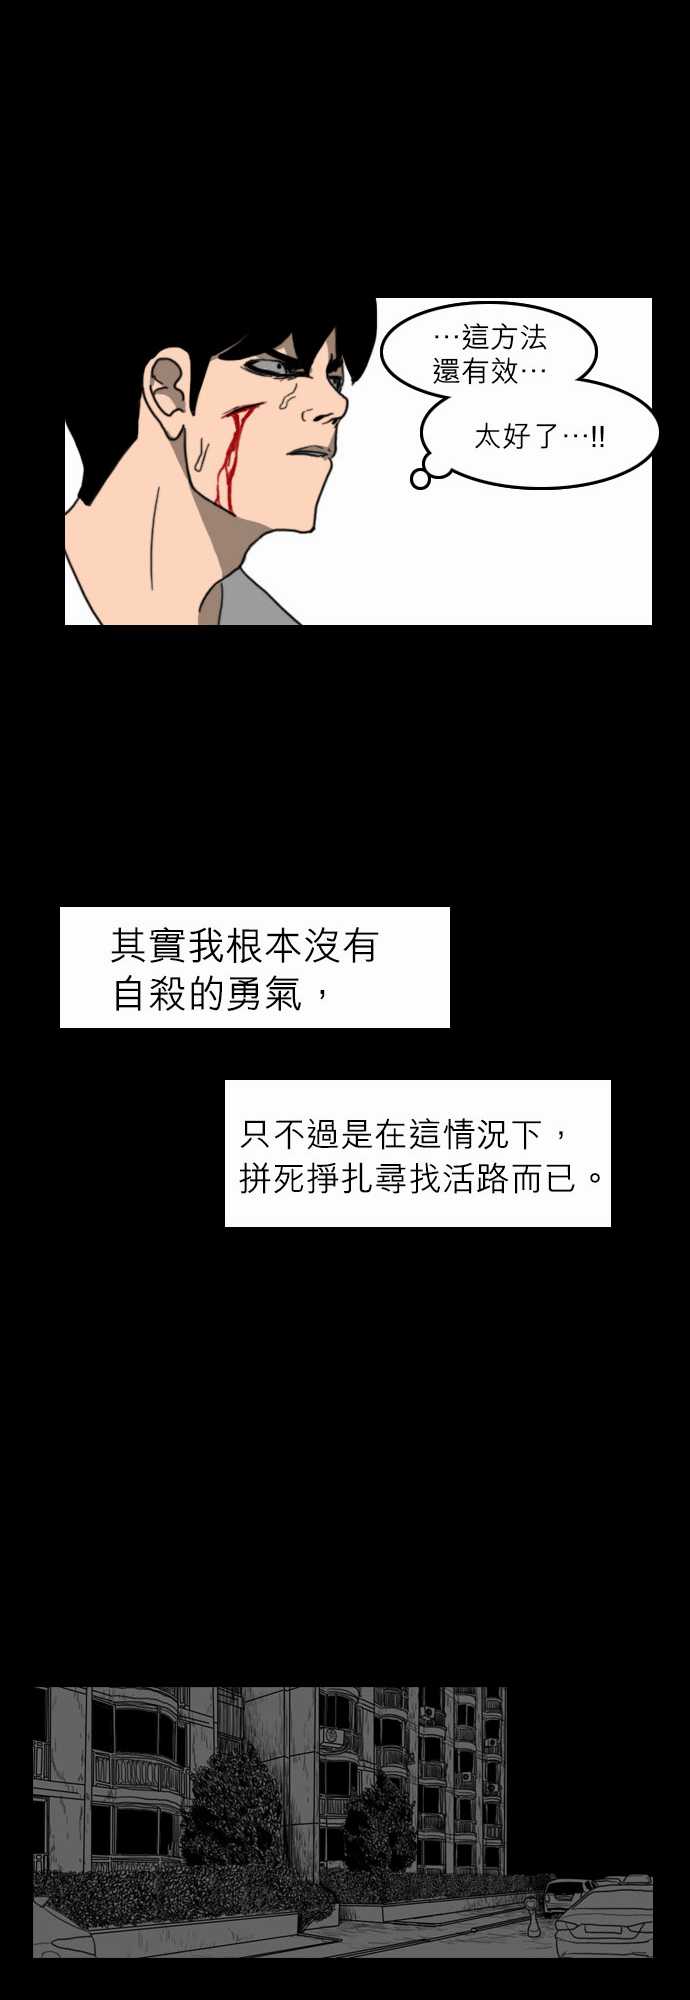 …這方法
還有效…
太好了…!!
其實我根本沒有
自殺的勇氣，
只不過是在這情況下，
拼死掙扎尋找活路而已。